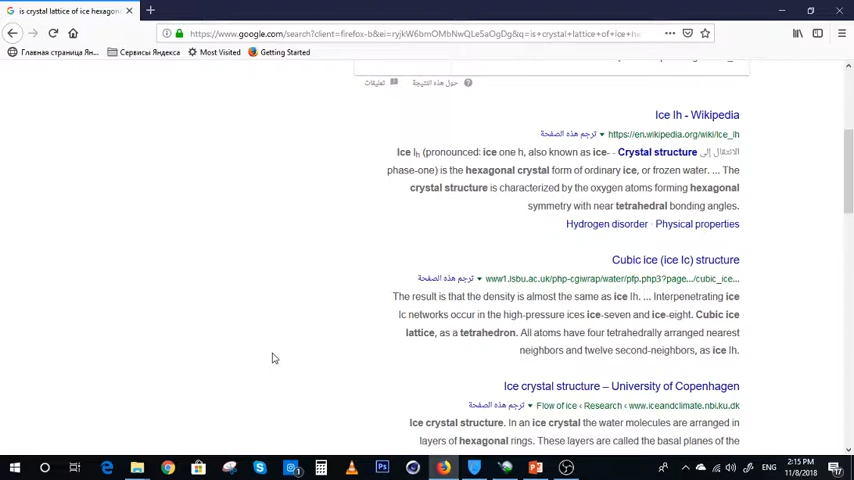 is crystal lattice of ice hexagon
https://www.google.com/search?client=firefox-b&ei=ryjkW6bmOMbNwQLe5aOgDg&q=is+crystal+lattice+of+ice+he
Главная страница Ян... Сервисы Яндекса Most Visited Getting Started
حول هذه النتيجة تعليقات
Ice Ih - Wikipedia
https://en.wikipedia.org/wiki/Ice_Ih ترجم هذه الصفحة
الانتقال إلى Crystal structure - Ice Ih (pronounced: ice one h, also known as ice-
phase-one) is the hexagonal crystal form of ordinary ice, or frozen water. ... The
crystal structure is characterized by the oxygen atoms forming hexagonal
symmetry with near tetrahedral bonding angles.
Hydrogen disorder · Physical properties
Cubic ice (ice Ic) structure
www1.lsbu.ac.uk/php-cgiwrap/water/pfp.php3?page.../cubic_ice... ترجم هذه الصفحة
The result is that the density is almost the same as ice Ih. ... Interpenetrating ice
Ic networks occur in the high-pressure ices ice-seven and ice-eight. Cubic ice
lattice, as a tetrahedron. All atoms have four tetrahedrally arranged nearest
neighbors and twelve second-neighbors, as ice Ih.
Ice crystal structure – University of Copenhagen
Flow of ice ‹ Research ‹ www.iceandclimate.nbi.ku.dk ترجم هذه الصفحة
Ice crystal structure. In an ice crystal the water molecules are arranged in
layers of hexagonal rings. These layers are called the basal planes of the
ENG
2:15 PM
11/8/2018